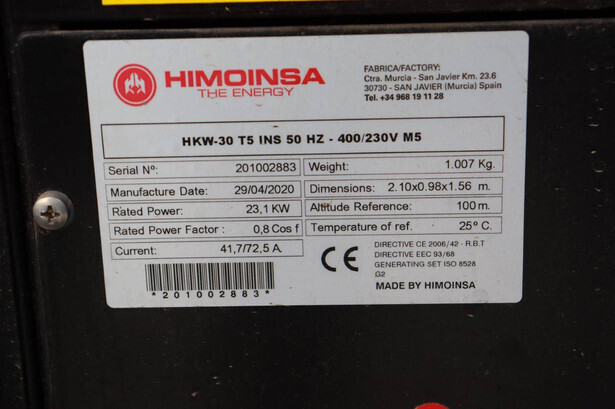 HIMOINSA
THE ENERGY
FABRICA/FACTORY:
Ctra. Murcia - San Javier Km. 23.6
30730 - SAN JAVIER (Murcia) Spain
Tel. +34 968 19 11 28
HKW-30 T5 INS 50 HZ - 400/230V M5
Serial Nº: 201002883
Weight: 1.007 Kg.
Manufacture Date: 29/04/2020
Dimensions: 2.10x0.98x1.56 m.
Rated Power: 23,1 KW
Altitude Reference: 100 m.
Rated Power Factor : 0,8 Cos f
Temperature of ref. 25º C.
Current: 41,7/72,5 A
CE
DIRECTIVE CE 2006/42 - R.B.T
DIRECTIVE EEC 93/68
GENERATING SET ISO 8528
G2
*201002883*
MADE BY HIMOINSA